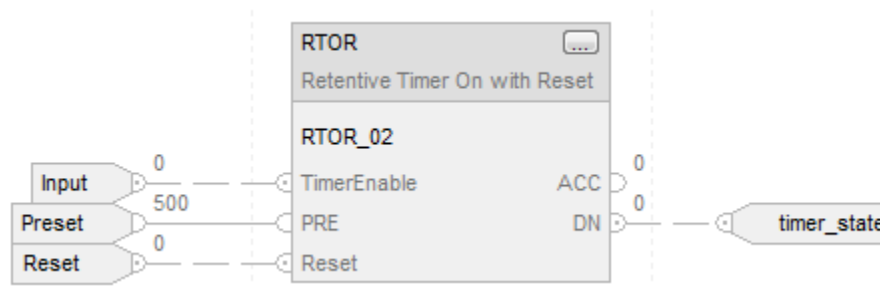 RTOR
...
Retentive Timer On with Reset
RTOR_02
0
Input
TimerEnable
ACC
0
500
Preset
PRE
DN
0
timer_state
0
Reset
Reset